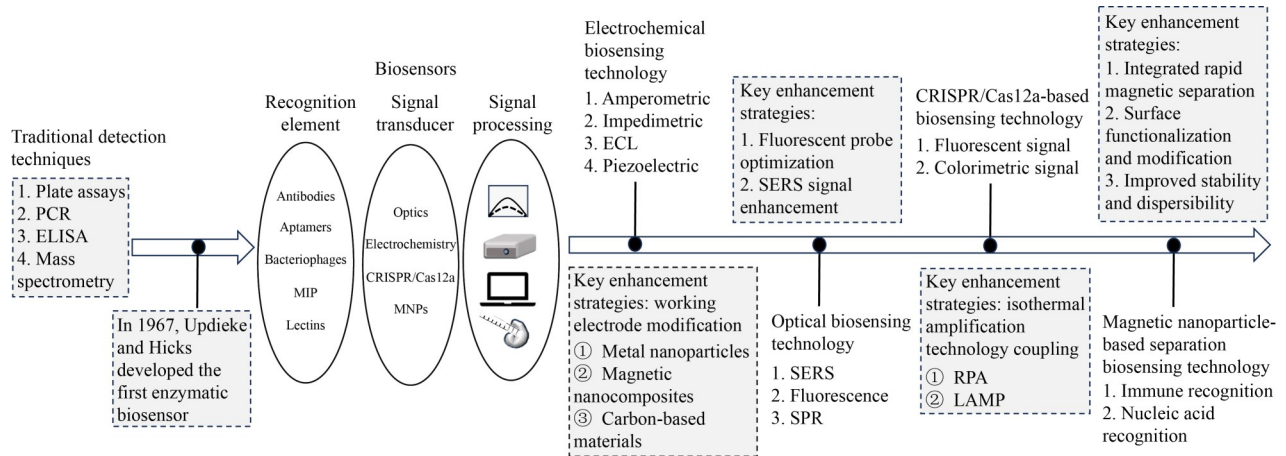 Traditional detection
techniques
1. Plate assays
2. PCR
3. ELISA
4. Mass
spectrometry
In 1967, Updieke
and Hicks
developed the
first enzymatic
biosensor
Biosensors
Recognition
element
Antibodies
Aptamers
Bacteriophages
MIP
Lectins
Signal
transducer
Optics
Electrochemistry
CRISPR/Cas12a
MNPs
Signal
processing
Electrochemical
biosensing
technology
1. Amperometric
2. Impedimetric
3. ECL
4. Piezoelectric
Key enhancement
strategies: working
electrode modification
① Metal nanoparticles
② Magnetic
nanocomposites
③ Carbon-based
materials
Key enhancement
strategies:
1. Fluorescent probe
optimization
2. SERS signal
enhancement
Optical biosensing
technology
1. SERS
2. Fluorescence
3. SPR
CRISPR/Cas12a-based
biosensing technology
1. Fluorescent signal
2. Colorimetric signal
Key enhancement
strategies: isothermal
amplification
technology coupling
① RPA
② LAMP
Key enhancement
strategies:
1. Integrated rapid
magnetic separation
2. Surface
functionalization
and modification
3. Improved stability
and dispersibility
Magnetic nanoparticle-
based separation
biosensing technology
1. Immune recognition
2. Nucleic acid
recognition